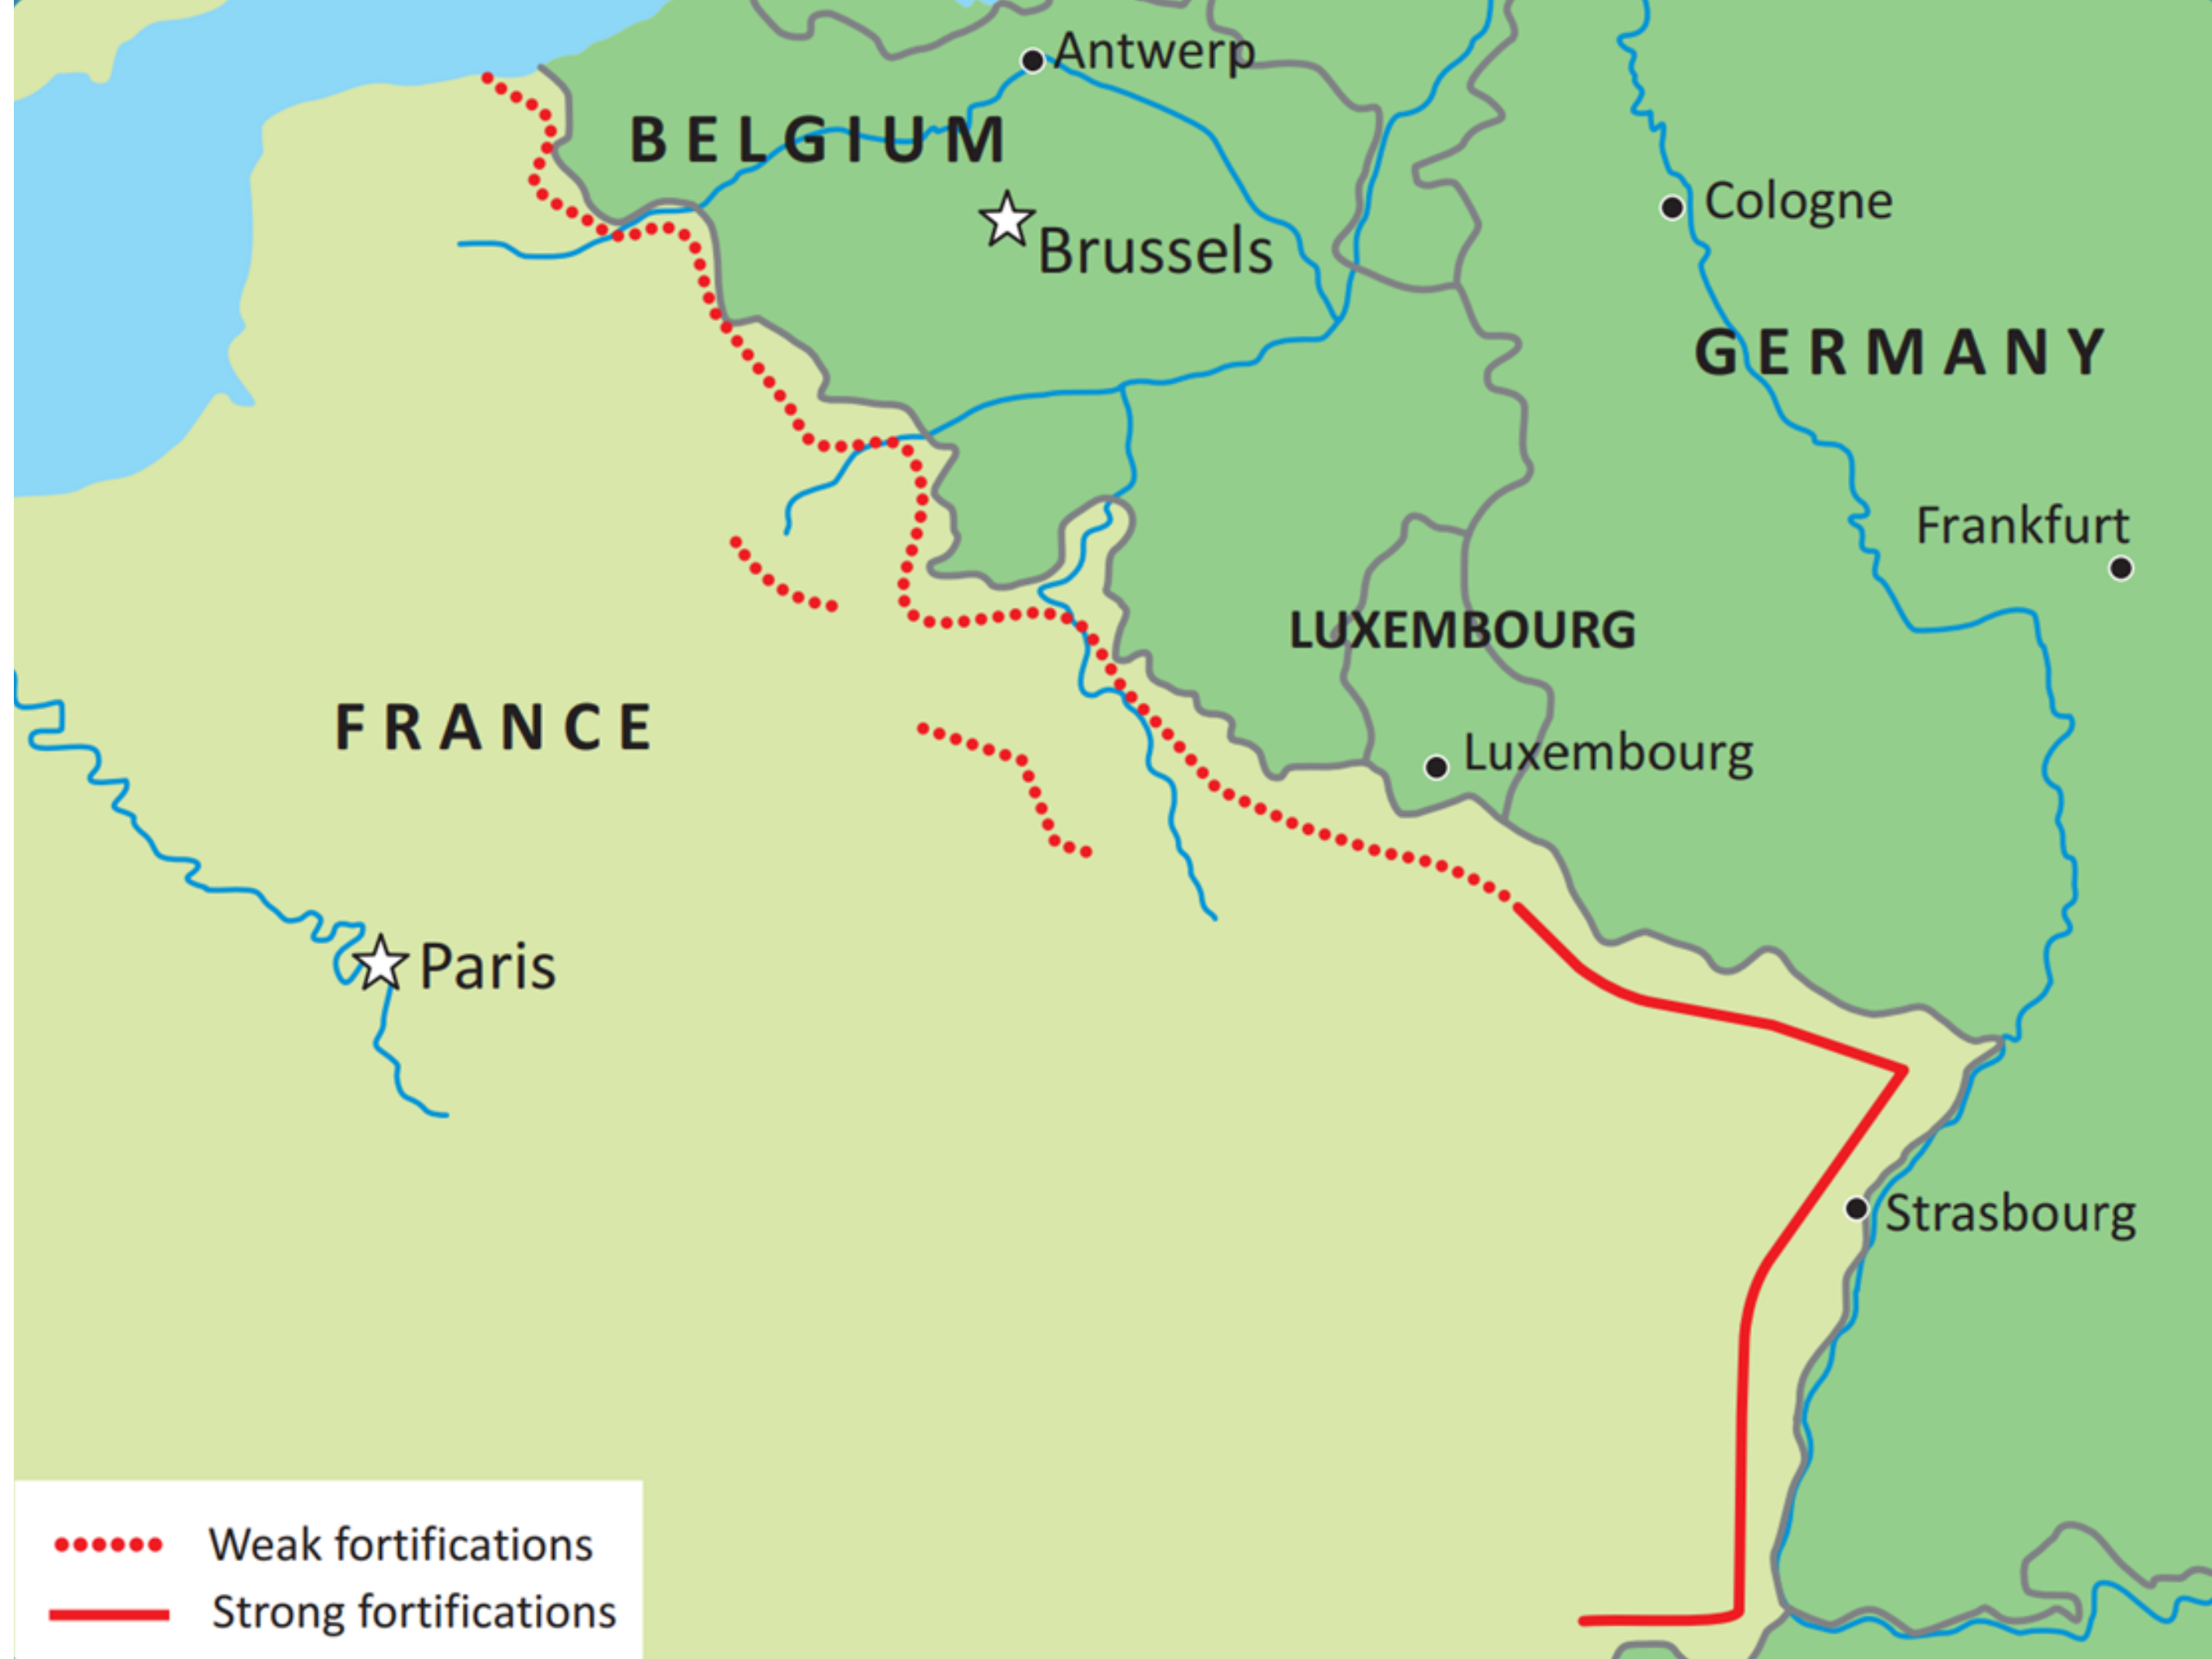 Antwerp
BELGIUM
Cologne
Brussels
GERMANY
Frankfurt
LUXEMBOURG
FRANCE
Luxembourg
Paris
Strasbourg
Weak fortifications
Strong fortifications